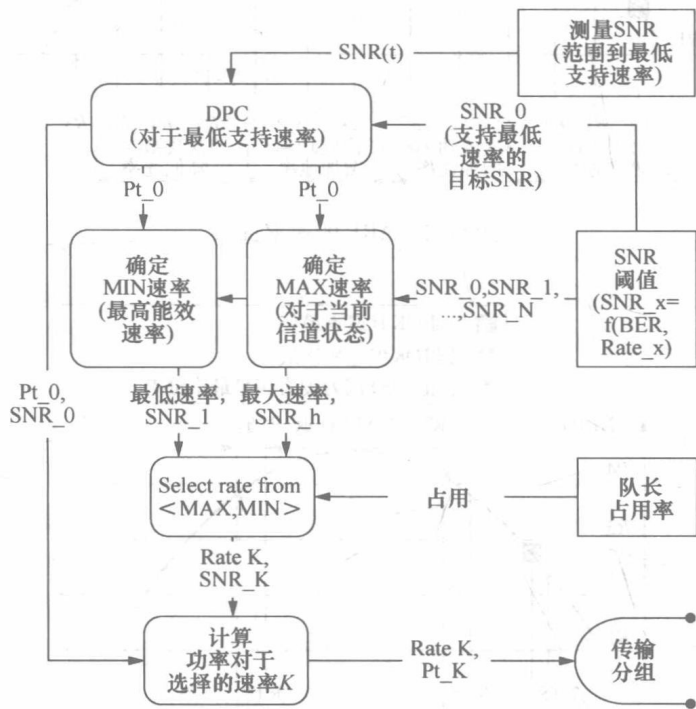 测量SNR
(范围到最低
支持速率)
SNR(t)
DPC
(对于最低支持速率)
SNR_0
(支持最低
速率的
目标SNR)
Pt_0
Pt_0
确定
MIN速率
(最高能效
速率)
确定
MAX速率
(对于当前
信道状态)
SNR_0,SNR_1,
...,SNR_N
SNR
阈值
(SNR_x=
f(BER,
Rate_x)
Pt_0,
SNR_0
最低速率,
SNR_1
最大速率,
SNR_h
Select rate from
<MAX,MIN>
占用
队长
占用率
Rate K,
SNR_K
计算
功率对于
选择的速率K
Rate K,
Pt_K
传输
分组